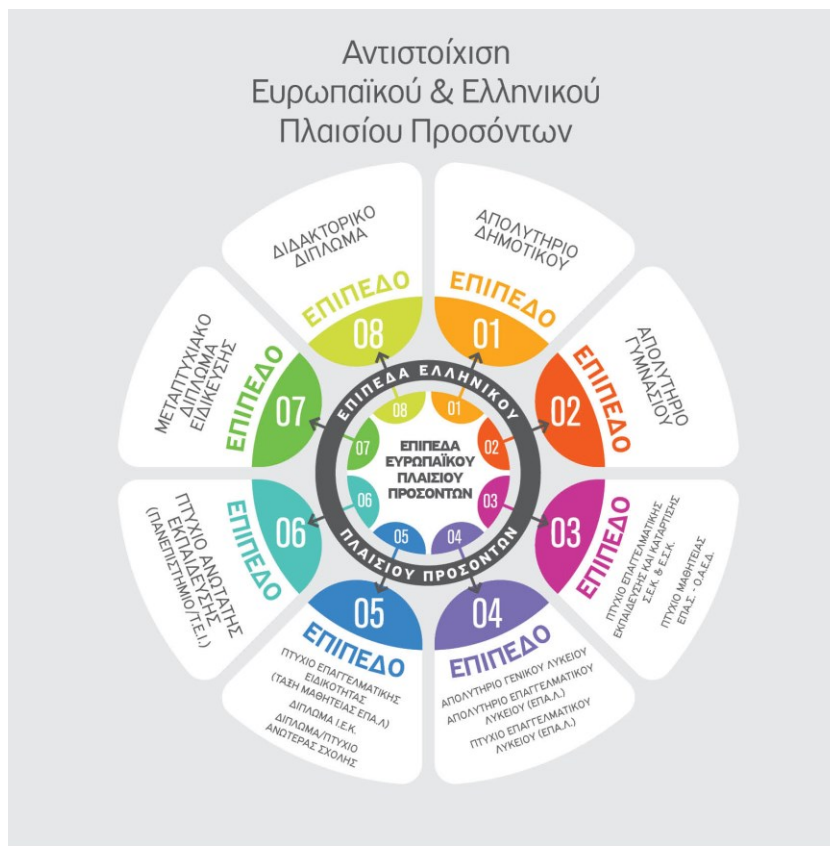 Αντιστοίχιση
Ευρωπαϊκού & Ελληνικού
Πλαισίου Προσόντων
ΑΠΟΛΥΤΗΡΙΟ
ΔΗΜΟΤΙΚΟΥ
ΕΠΙΠΕΔΟ
01
ΑΠΟΛΥΤΗΡΙΟ
ΓΥΜΝΑΣΙΟΥ
ΕΠΙΠΕΔΟ
02
ΕΠΙΠΕΔΟ
03
ΠΤΥΧΙΟ ΕΠΑΓΓΕΛΜΑΤΙΚΗΣ
ΕΚΠΑΙΔΕΥΣΗΣ ΚΑΙ ΚΑΤΑΡΤΙΣΗΣ
Σ.Ε.Κ. & Ε.Σ.Κ.
ΠΤΥΧΙΟ ΜΑΘΗΤΕΙΑΣ
ΕΠΑ.Σ. - Ο.Α.Ε.Δ.
04
ΕΠΙΠΕΔΟ
ΑΠΟΛΥΤΗΡΙΟ ΓΕΝΙΚΟΥ ΛΥΚΕΙΟΥ
ΑΠΟΛΥΤΗΡΙΟ ΕΠΑΓΓΕΛΜΑΤΙΚΟΥ
ΛΥΚΕΙΟΥ (ΕΠΑ.Λ.)
ΠΤΥΧΙΟ ΕΠΑΓΓΕΛΜΑΤΙΚΟΥ
ΛΥΚΕΙΟΥ (ΕΠΑ.Λ.)
05
ΕΠΙΠΕΔΟ
ΠΤΥΧΙΟ ΕΠΑΓΓΕΛΜΑΤΙΚΗΣ
ΕΙΔΙΚΟΤΗΤΑΣ
(ΤΑΞΗ ΜΑΘΗΤΕΙΑΣ ΕΠΑ.Λ)
ΔΙΠΛΩΜΑ Ι.Ε.Κ.
ΔΙΠΛΩΜΑ/ΠΤΥΧΙΟ
ΑΝΩΤΕΡΑΣ ΣΧΟΛΗΣ
06
ΕΠΙΠΕΔΟ
ΠΤΥΧΙΟ ΑΝΩΤΑΤΗΣ
ΕΚΠΑΙΔΕΥΣΗΣ
(ΠΑΝΕΠΙΣΤΗΜΙΟ/Τ.Ε.Ι.)
ΜΕΤΑΠΤΥΧΙΑΚΟ
ΔΙΠΛΩΜΑ
ΕΙΔΙΚΕΥΣΗΣ
ΕΠΙΠΕΔΟ
07
ΔΙΔΑΚΤΟΡΙΚΟ
ΔΙΠΛΩΜΑ
ΕΠΙΠΕΔΟ
08
ΕΠΙΠΕΔΑ ΕΛΛΗΝΙΚΟΥ
ΠΛΑΙΣΙΟΥ ΠΡΟΣΟΝΤΩΝ
01
02
03
04
05
06
07
08
ΕΠΙΠΕΔΑ
ΕΥΡΩΠΑΪΚΟΥ
ΠΛΑΙΣΙΟΥ
ΠΡΟΣΟΝΤΩΝ